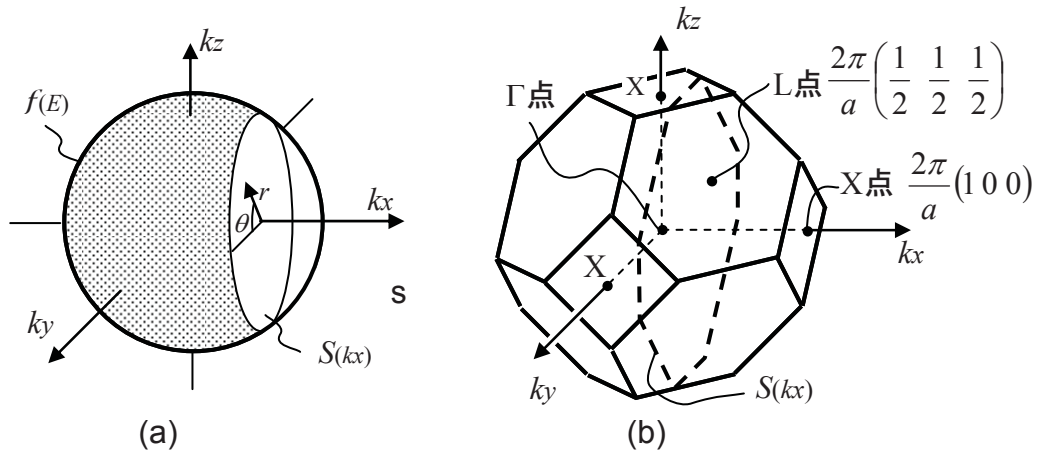 kz
f(E)
r
θ
kx
s
ky
S(kx)
(a)
kz
Γ点
X
L点 2π/a (1/2 1/2 1/2)
X点 2π/a (1 0 0)
kx
X
ky
S(kx)
(b)